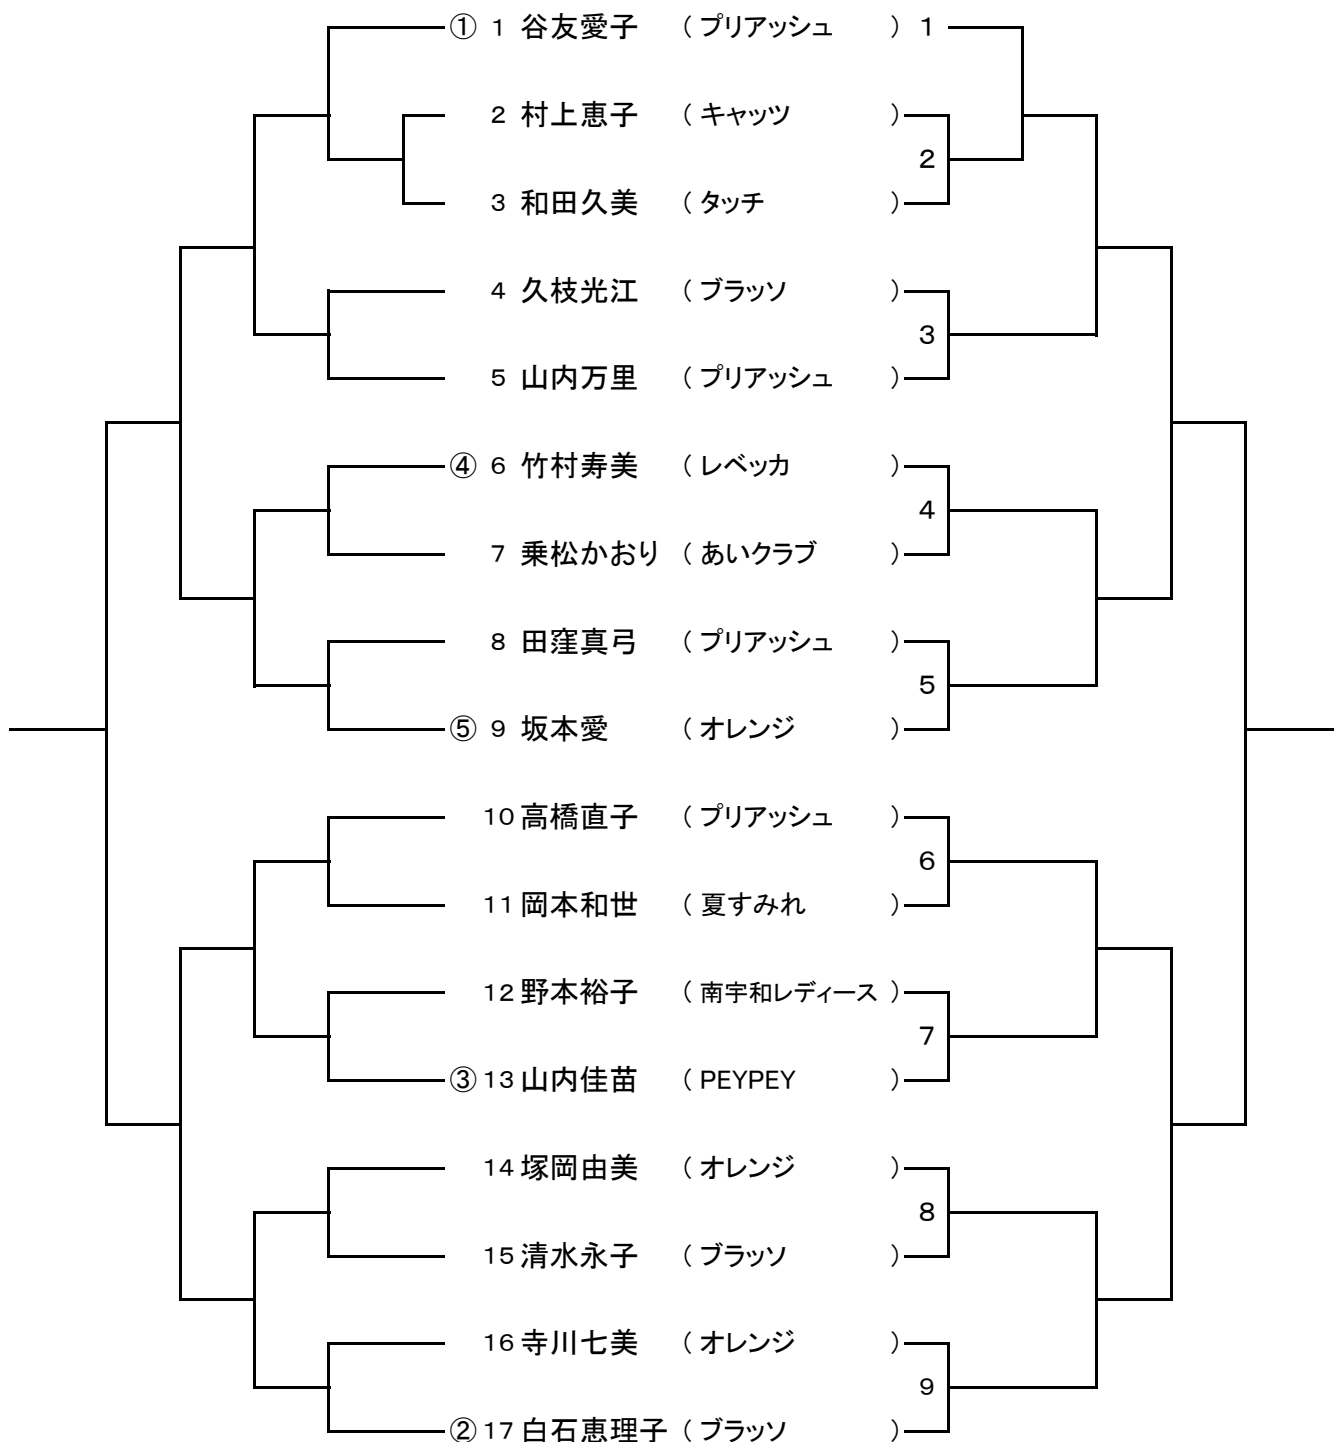 ① 1 谷友愛子 ( プリアッシュ ) 1
2 村上恵子 ( キャッツ )
2
3 和田久美 ( タッチ )
4 久枝光江 ( ブラッソ )
3
5 山内万里 ( プリアッシュ )
④ 6 竹村寿美 ( レベッカ )
4
7 乗松かおり ( あいクラブ )
8 田窪真弓 ( プリアッシュ )
5
⑤ 9 坂本愛 ( オレンジ )
10 高橋直子 ( プリアッシュ )
6
11 岡本和世 ( 夏すみれ )
12 野本裕子 ( 南宇和レディース )
7
③ 13 山内佳苗 ( PEYPEY )
14 塚岡由美 ( オレンジ )
8
15 清水永子 ( ブラッソ )
16 寺川七美 ( オレンジ )
9
② 17 白石恵理子 ( ブラッソ )